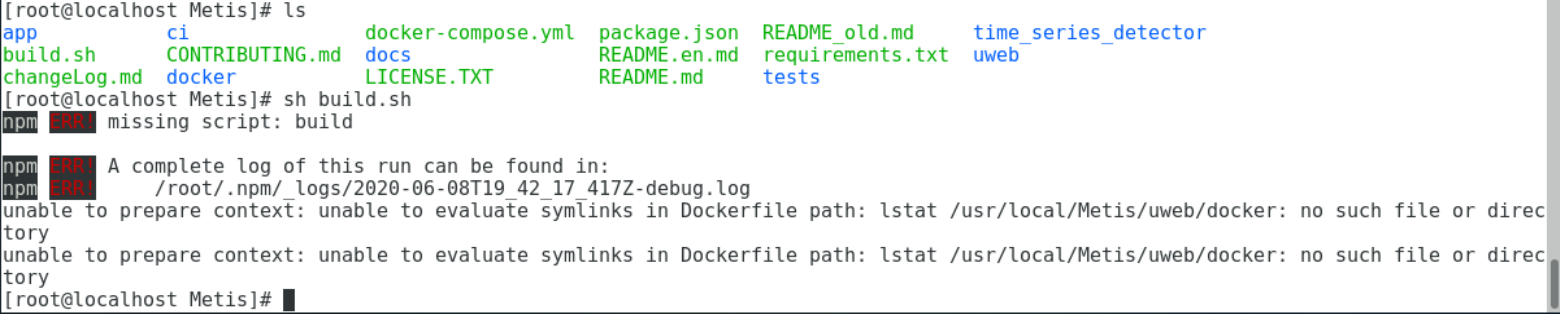 [root@localhost Metis]# ls
app ci docker-compose.yml package.json README_old.md time_series_detector
build.sh CONTRIBUTING.md docs README.en.md requirements.txt uweb
changeLog.md docker LICENSE.TXT README.md tests
[root@localhost Metis]# sh build.sh
npm ERR! missing script: build
npm ERR! A complete log of this run can be found in:
npm ERR! /root/.npm/_logs/2020-06-08T19_42_17_417Z-debug.log
unable to prepare context: unable to evaluate symlinks in Dockerfile path: lstat /usr/local/Metis/uweb/docker: no such file or direc
tory
unable to prepare context: unable to evaluate symlinks in Dockerfile path: lstat /usr/local/Metis/uweb/docker: no such file or direc
tory
[root@localhost Metis]#